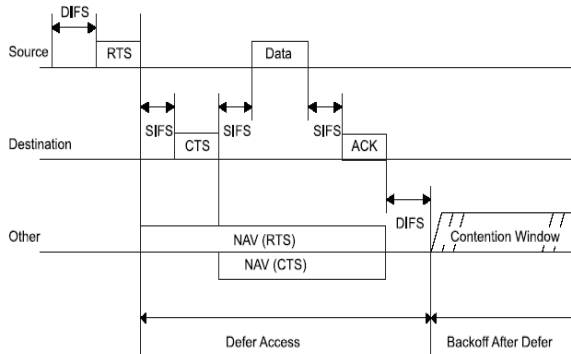 DIFS
Source
RTS
Data
SIFS
SIFS
SIFS
Destination
CTS
ACK
DIFS
Other
NAV (RTS)
Contention Window
NAV (CTS)
Defer Access
Backoff After Defer